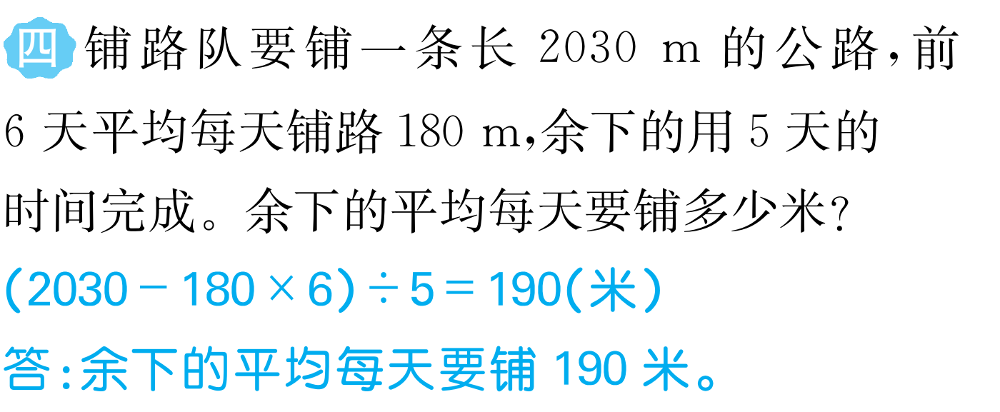 四 铺路队要铺一条长 2030 m 的公路,前
6 天平均每天铺路 180 m,余下的用 5 天的
时间完成。余下的平均每天要铺多少米?
(2030－180×6)÷5＝190(米)
答:余下的平均每天要铺 190 米。